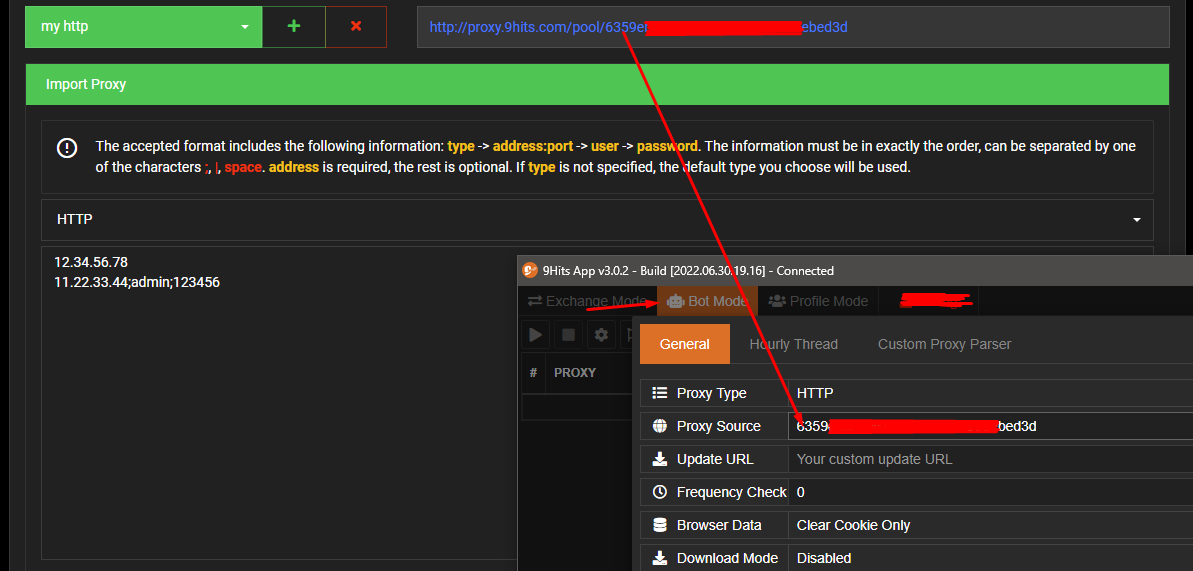 my http
http://proxy.9hits.com/pool/6359e ebed3d
Import Proxy
The accepted format includes the following information: type -> address:port -> user -> password. The information must be in exactly the order, can be separated by one
of the characters ;, |, space. address is required, the rest is optional. If type is not specified, the default type you choose will be used.
HTTP
12.34.56.78
11.22.33.44;admin;123456
9Hits App v3.0.2 - Build [2022.06.30.19.16] - Connected
Exchange Mode Bot Mode Profile Mode
General Hourly Thread Custom Proxy Parser
# PROXY
Proxy Type HTTP
Proxy Source 6359 bed3d
Update URL Your custom update URL
Frequency Check 0
Browser Data Clear Cookie Only
Download Mode Disabled